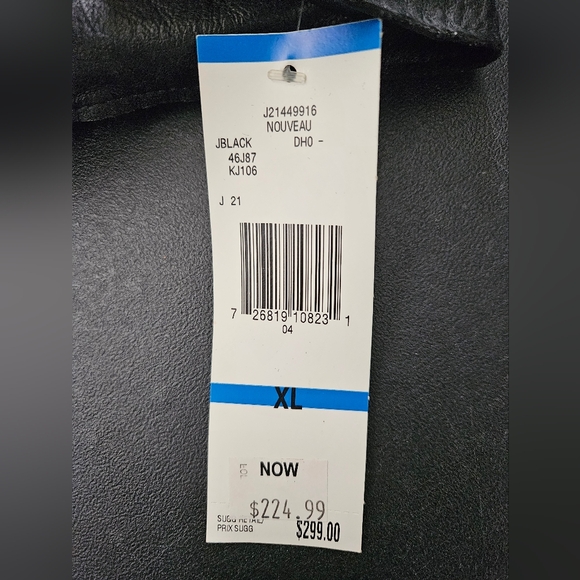 J21449916
NOUVEAU
JBLACK DH0 -
46J87
KJ106
J 21
7 26819 10823 1
04
XL
NOW
$224.99
SUGG RETAIL/
PRIX SUGG $299.00